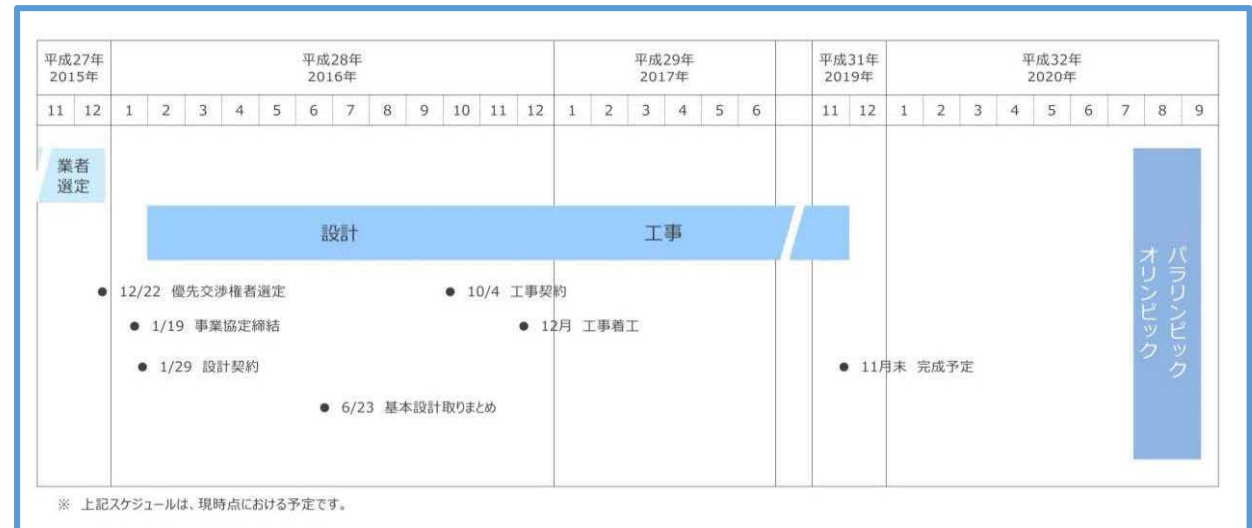 平成27年 平成28年 平成29年 平成31年 平成32年
2015年 2016年 2017年 2019年 2020年
11 12 1 2 3 4 5 6 7 8 9 10 11 12 1 2 3 4 5 6 11 12 1 2 3 4 5 6 7 8 9
業者
選定
設計 工事
● 12/22 優先交渉権者選定 ● 10/4 工事契約
● 1/19 事業協定締結 ● 12月 工事着工
● 1/29 設計契約 ● 11月末 完成予定
● 6/23 基本設計取りまとめ
パラリンピック
オリンピック
※ 上記スケジュールは、現時点における予定です。